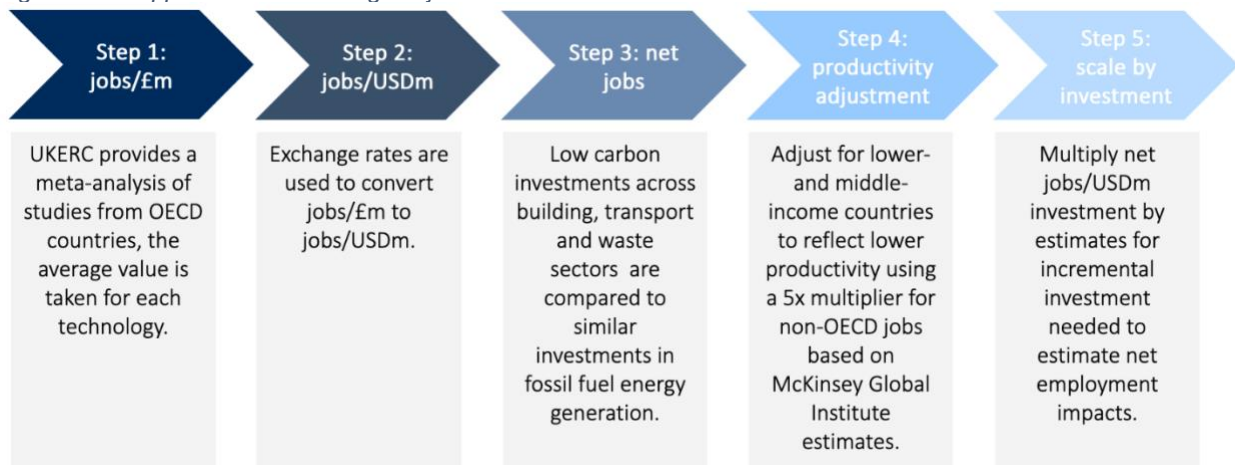 Step 1:
jobs/£m
UKERC provides a
meta-analysis of
studies from OECD
countries, the
average value is
taken for each
technology.
Step 2:
jobs/USDm
Exchange rates are
used to convert
jobs/£m to
jobs/USDm.
Step 3: net
jobs
Low carbon
investments across
building, transport
and waste
sectors are
compared to
similar
investments in
fossil fuel energy
generation.
Step 4:
productivity
adjustment
Adjust for lower-
and middle-
income countries
to reflect lower
productivity using
a 5x multiplier for
non-OECD jobs
based on
McKinsey Global
Institute
estimates.
Step 5:
scale by
investment
Multiply net
jobs/USDm
investment by
estimates for
incremental
investment
needed to
estimate net
employment
impacts.